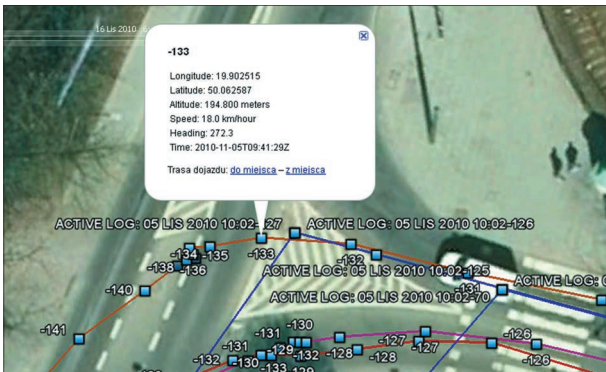 16 Lis 2010
-133
Longitude: 19.902515
Latitude: 50.062587
Altitude: 194.800 meters
Speed: 18.0 km/hour
Heading: 272.3
Time: 2010-11-05T09:41:29Z
Trasa dojazdu: do miejsca – z miejsca
ACTIVE LOG: 05 LIS 2010 10:02-127
ACTIVE LOG: 05 LIS 2010 10:02-126
-134
-135
-133
-132
-138
-136
ACTIVE LOG: 05 LIS 2010 10:02-125
-131
ACTIVE LOG: 
-140
ACTIVE LOG: 05 LIS 2010 10:02-70
-141
-131
-130
-131
-129
-132
-128
-127
-127
-126
-132
-130
-128
-126
-133
-129